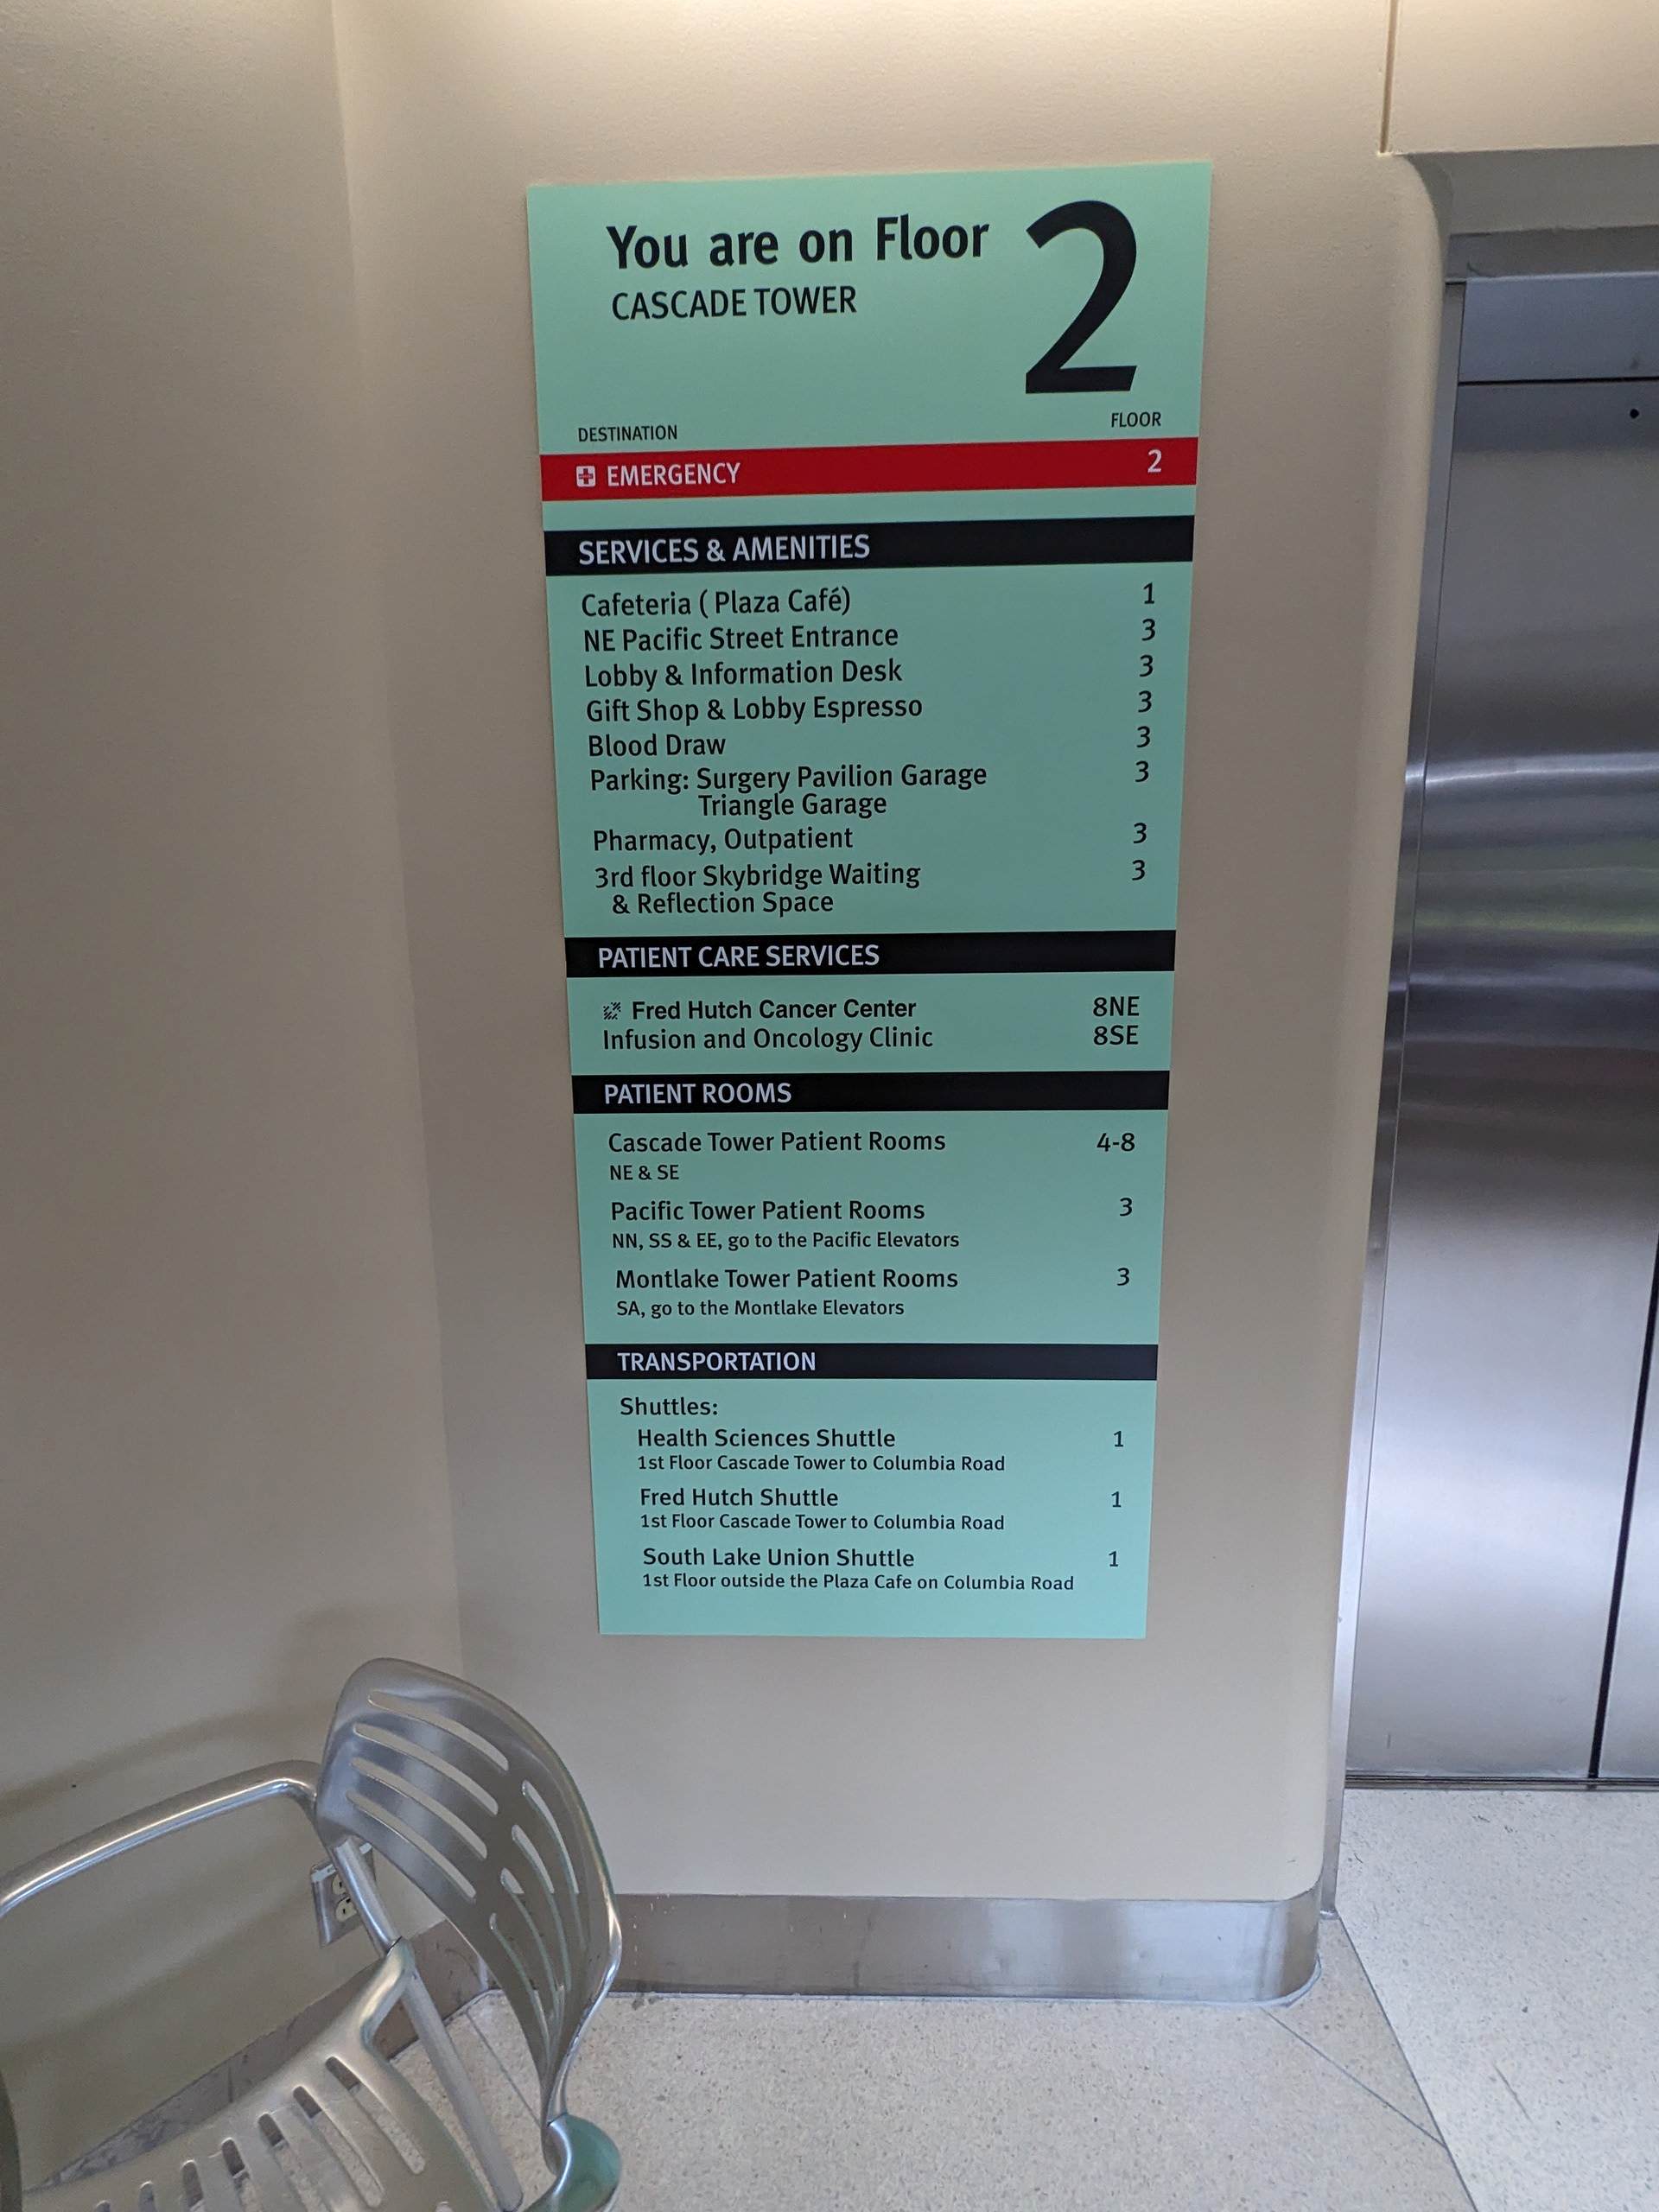 You are on Floor 2
CASCADE TOWER
DESTINATION FLOOR
EMERGENCY 2
SERVICES & AMENITIES
Cafeteria ( Plaza Café) 1
NE Pacific Street Entrance 3
Lobby & Information Desk 3
Gift Shop & Lobby Espresso 3
Blood Draw 3
Parking: Surgery Pavilion Garage 3
Triangle Garage
Pharmacy, Outpatient 3
3rd floor Skybridge Waiting 3
& Reflection Space
PATIENT CARE SERVICES
Fred Hutch Cancer Center 8NE
Infusion and Oncology Clinic 8SE
PATIENT ROOMS
Cascade Tower Patient Rooms 4-8
NE & SE
Pacific Tower Patient Rooms 3
NN, SS & EE, go to the Pacific Elevators
Montlake Tower Patient Rooms 3
SA, go to the Montlake Elevators
TRANSPORTATION
Shuttles:
Health Sciences Shuttle 1
1st Floor Cascade Tower to Columbia Road
Fred Hutch Shuttle 1
1st Floor Cascade Tower to Columbia Road
South Lake Union Shuttle 1
1st Floor outside the Plaza Cafe on Columbia Road